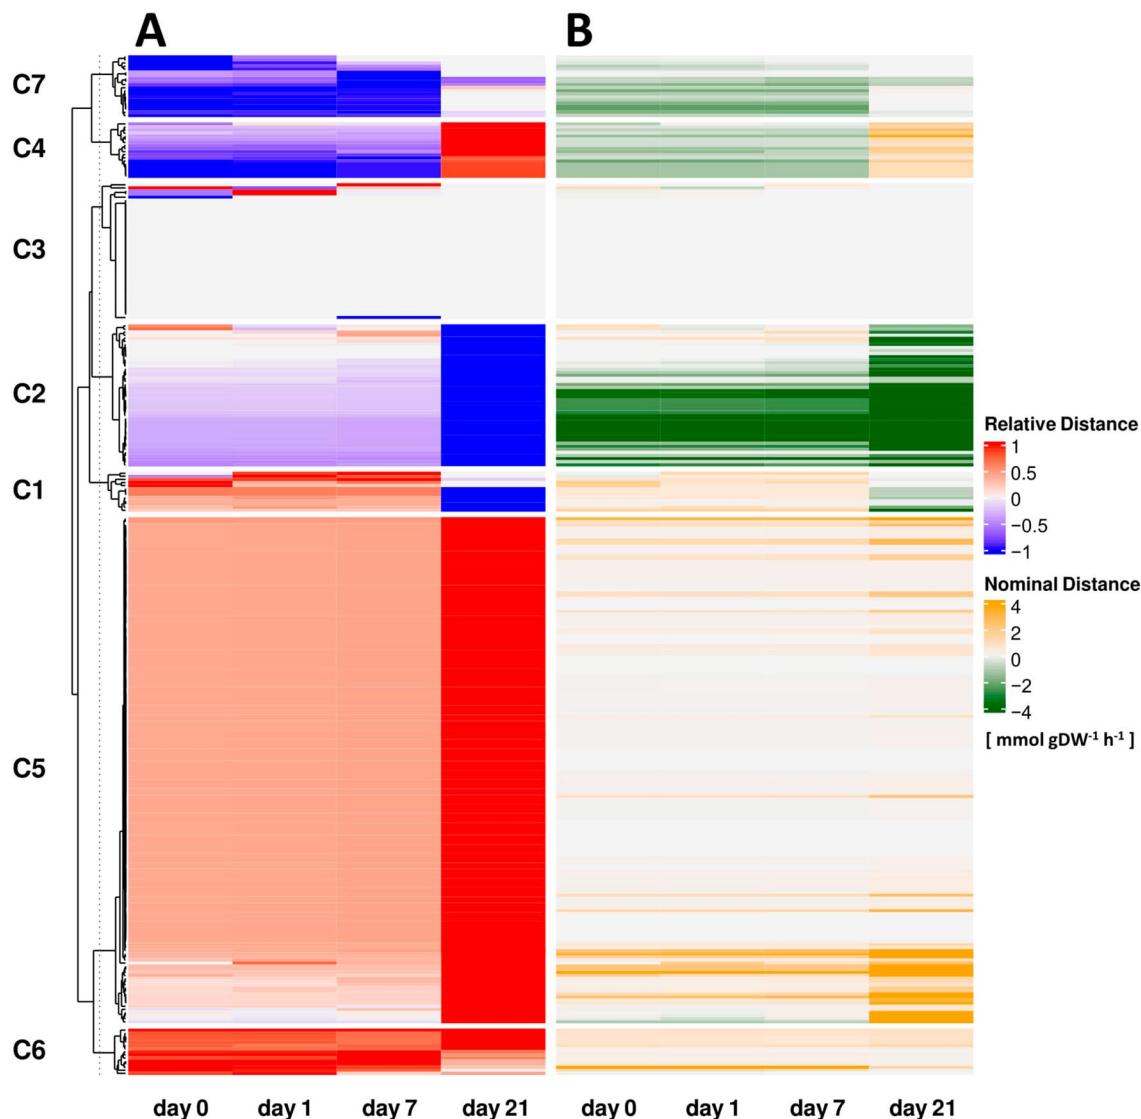 A B
C7
C4
C3
C2
C1
C5
C6
Relative Distance
1
0.5
0
−0.5
−1
Nominal Distance
4
2
0
−2
−4
[ mmol gDW⁻¹ h⁻¹ ]
day 0 day 1 day 7 day 21 day 0 day 1 day 7 day 21